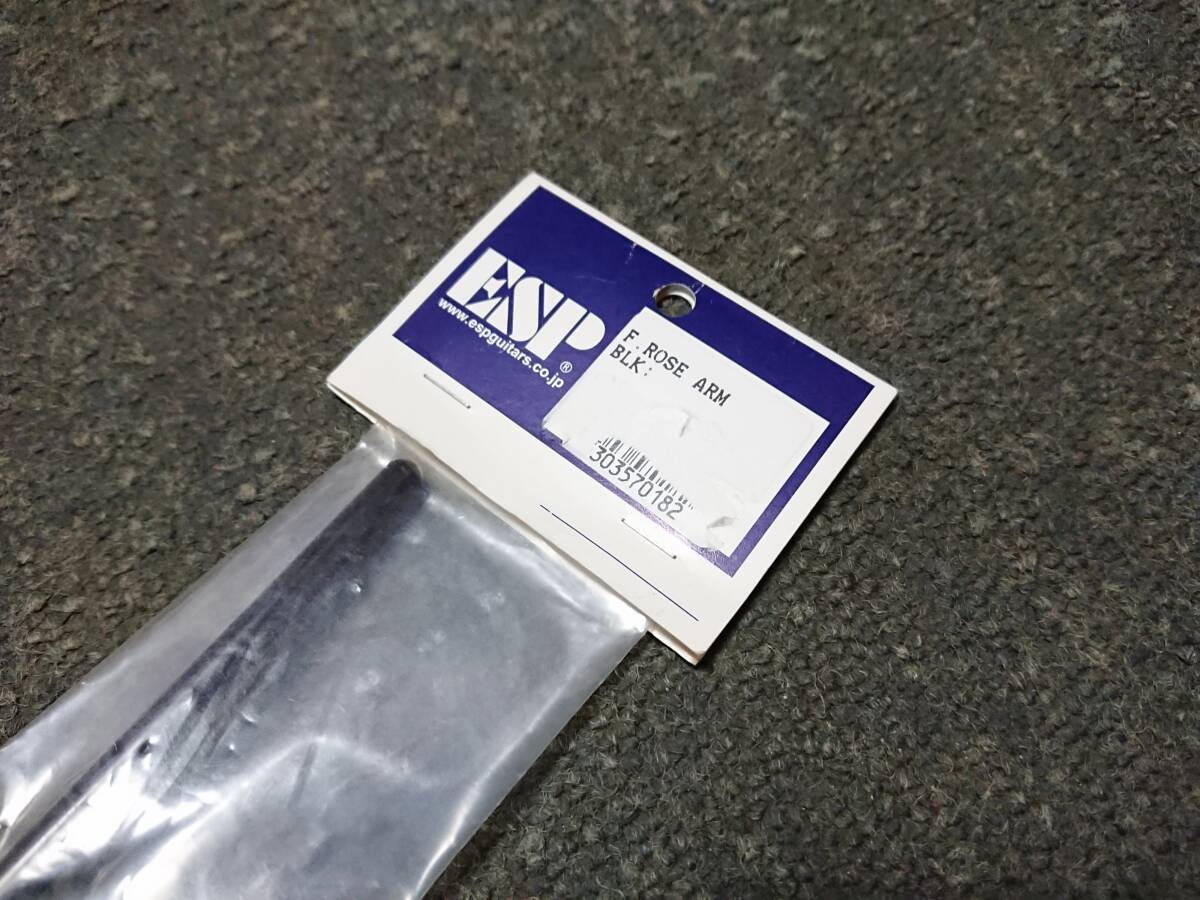 ESP®
www.espguitars.co.jp
F.ROSE ARM
BLK:
303570182